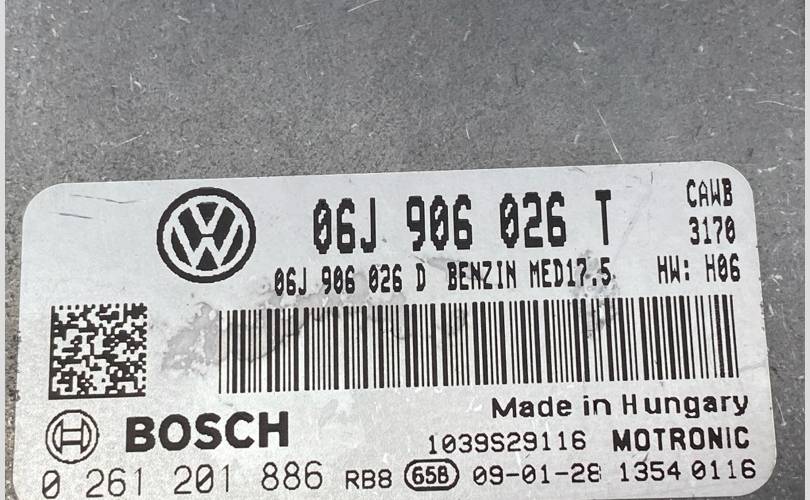 06J 906 026 T CAWB
3170
06J 906 026 D BENZIN MED17.5 HW: H06
Made in Hungary
BOSCH 1039S29116 MOTRONIC
0 261 201 886 RB8 658 09-01-28 1354 0116